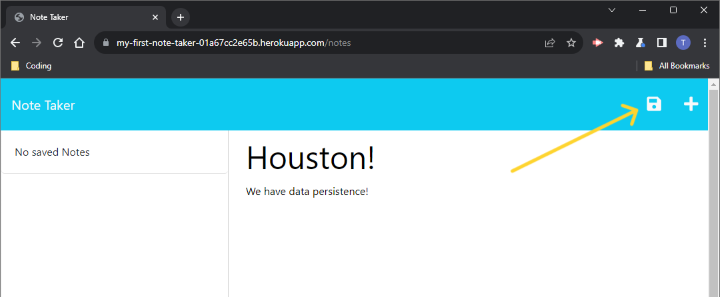 Note Taker
my-first-note-taker-01a67cc2e65b.herokuapp.com/notes
T
Coding
All Bookmarks
Note Taker
No saved Notes
Houston!
We have data persistence!